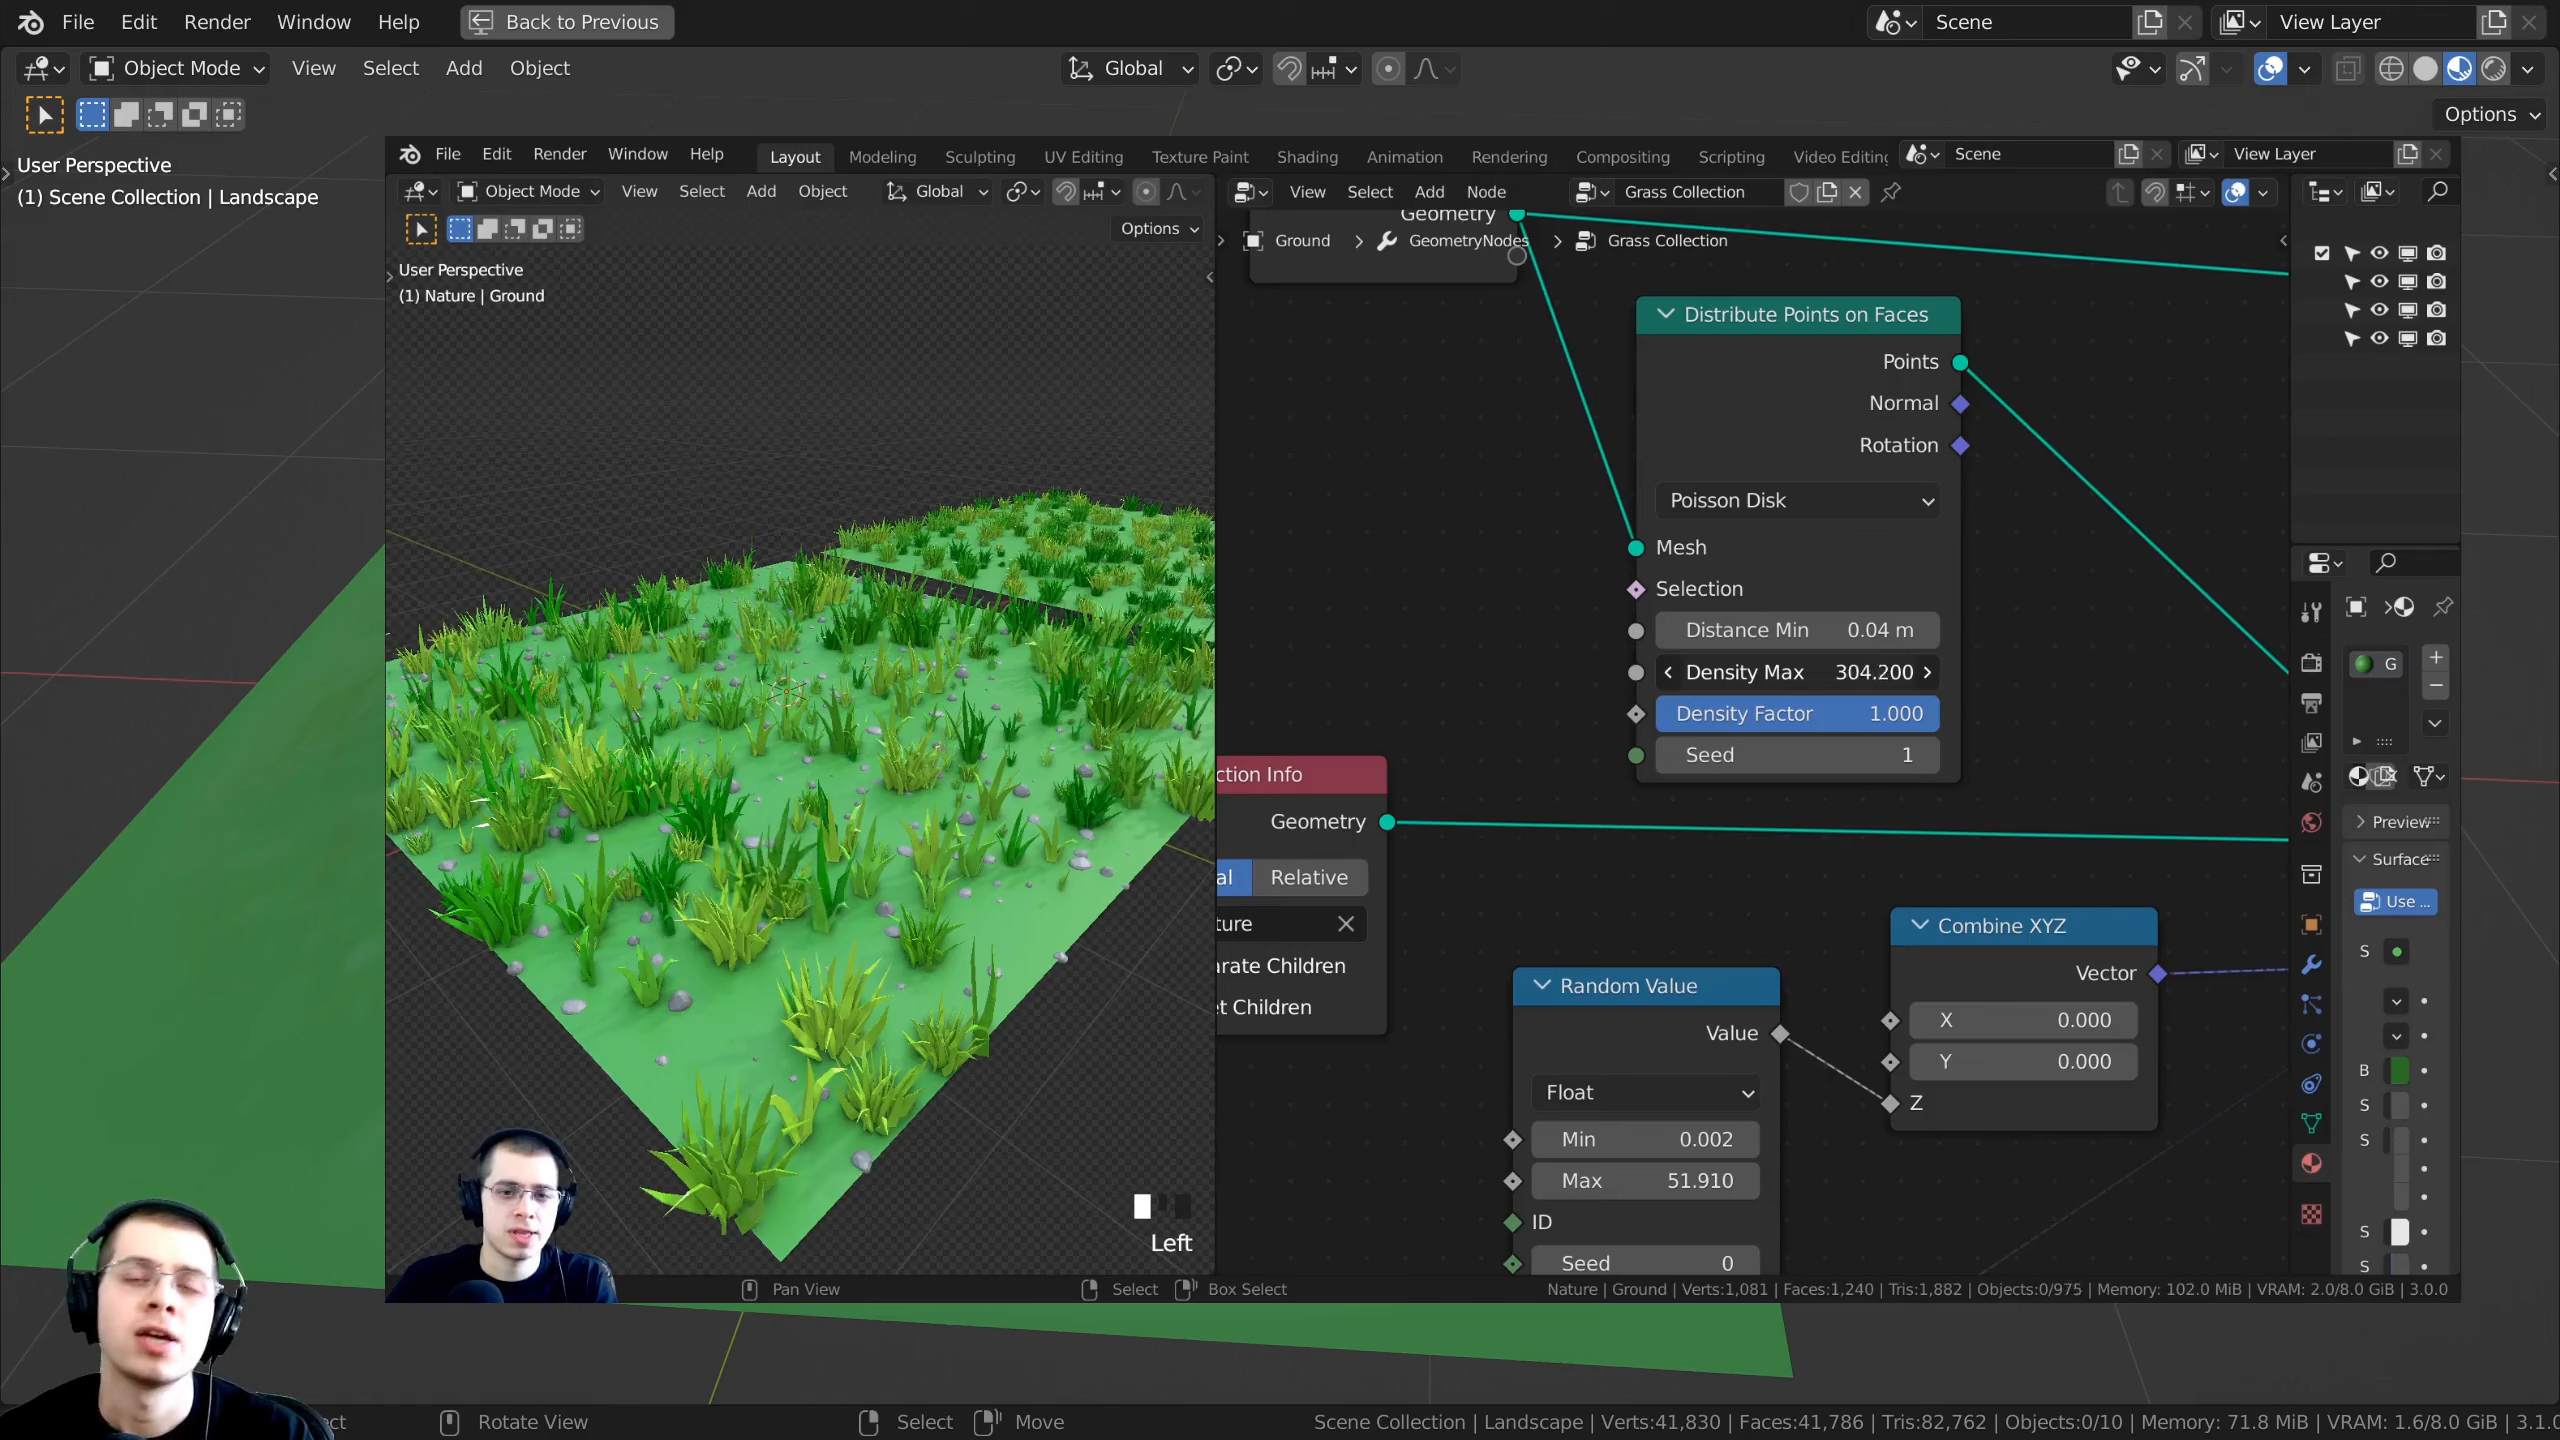 File Edit Render Window Help Back to Previous Scene View Layer
Object Mode View Select Add Object Global
Options
User Perspective
(1) Scene Collection | Landscape
File Edit Render Window Help Layout Modeling Sculpting UV Editing Texture Paint Shading Animation Rendering Compositing Scripting Video Editing Scene View Layer
Object Mode View Select Add Object Global View Select Add Node Grass Collection
Options
Geometry
Ground GeometryNodes Grass Collection
User Perspective
(1) Nature | Ground
Distribute Points on Faces
Points
Normal
Rotation
Poisson Disk
Mesh
Selection
Distance Min 0.04 m
Density Max 304.200
Density Factor 1.000
Seed 1
ction Info
Geometry
al Relative
ture
arate Children
et Children
Random Value
Value
Float
Min 0.002
Max 51.910
ID
Seed 0
Combine XYZ
Vector
X 0.000
Y 0.000
Z
G
Preview
Surface
Use ...
S
B
S
S
S
S
Left
Pan View Select Box Select Nature | Ground | Verts:1,081 | Faces:1,240 | Tris:1,882 | Objects:0/975 | Memory: 102.0 MiB | VRAM: 2.0/8.0 GiB | 3.0.0
ct Rotate View Select Move Scene Collection | Landscape | Verts:41,830 | Faces:41,786 | Tris:82,762 | Objects:0/10 | Memory: 71.8 MiB | VRAM: 1.6/8.0 GiB | 3.1.0